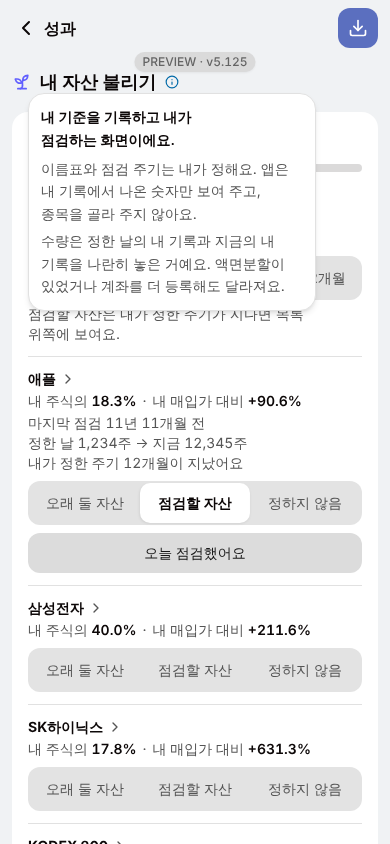 성과
PREVIEW · v5.125
내 자산 불리기
내 기준을 기록하고 내가
점검하는 화면이에요.
이름표와 점검 주기는 내가 정해요. 앱은
내 기록에서 나온 숫자만 보여 주고,
종목을 골라 주지 않아요.
수량은 정한 날의 내 기록과 지금의 내
기록을 나란히 놓은 거예요. 액면분할이
있었거나 계좌를 더 등록해도 달라져요.
개월
점검할 자산은 내가 정한 주기가 지나면 목록
위쪽에 보여요.
애플
내 주식의 18.3% · 내 매입가 대비 +90.6%
마지막 점검 11년 11개월 전
정한 날 1,234주 → 지금 12,345주
내가 정한 주기 12개월이 지났어요
오래 둘 자산 점검할 자산 정하지 않음
오늘 점검했어요
삼성전자
내 주식의 40.0% · 내 매입가 대비 +211.6%
오래 둘 자산 점검할 자산 정하지 않음
SK하이닉스
내 주식의 17.8% · 내 매입가 대비 +631.3%
오래 둘 자산 점검할 자산 정하지 않음